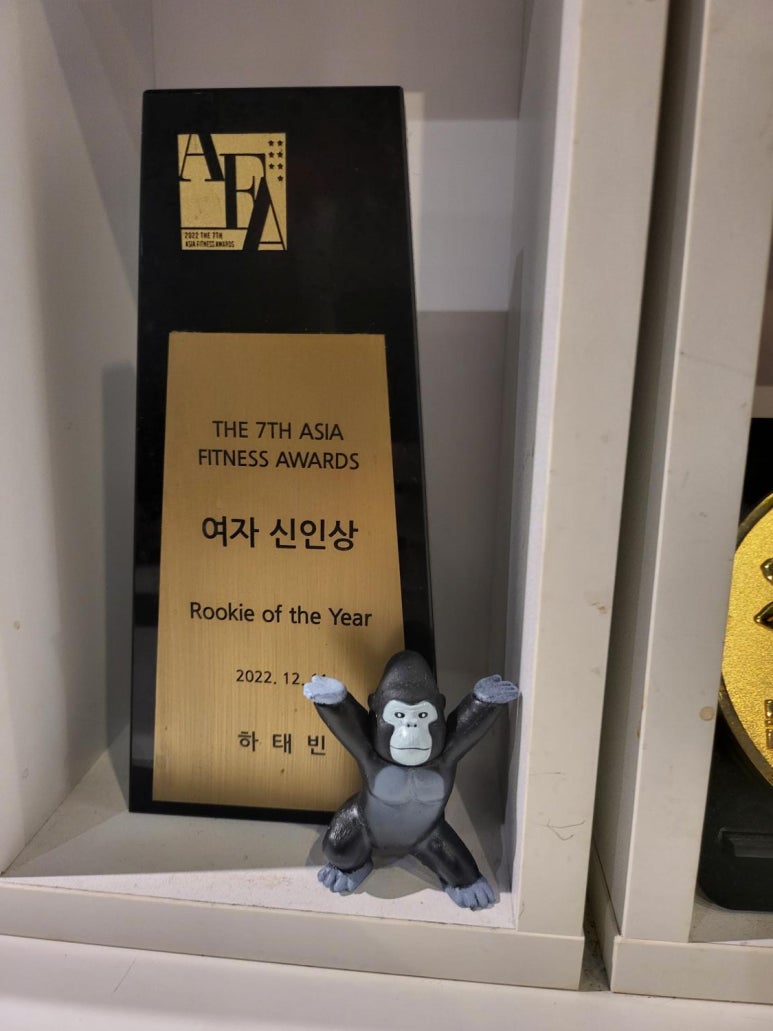 AFA
2022 THE 7TH
ASIA FITNESS AWARDS
THE 7TH ASIA
FITNESS AWARDS
여자 신인상
Rookie of the Year
2022. 12.
하 태 빈